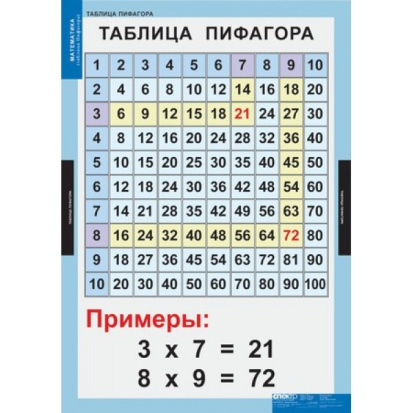 ТАБЛИЦА ПИФАГОРА
МАТЕМАТИКА
ТАБЛИЦА ПИФАГОРА
1 2 3 4 5 6 7 8 9 10
2 4 6 8 10 12 14 16 18 20
3 6 9 12 15 18 21 24 27 30
4 8 12 16 20 24 28 32 36 40
5 10 15 20 25 30 35 40 45 50
6 12 18 24 30 36 42 48 54 60
7 14 21 28 35 42 49 56 63 70
8 16 24 32 40 48 56 64 72 80
9 18 27 36 45 54 63 72 81 90
10 20 30 40 50 60 70 80 90 100
Примеры:
3 x 7 = 21
8 x 9 = 72
спектр